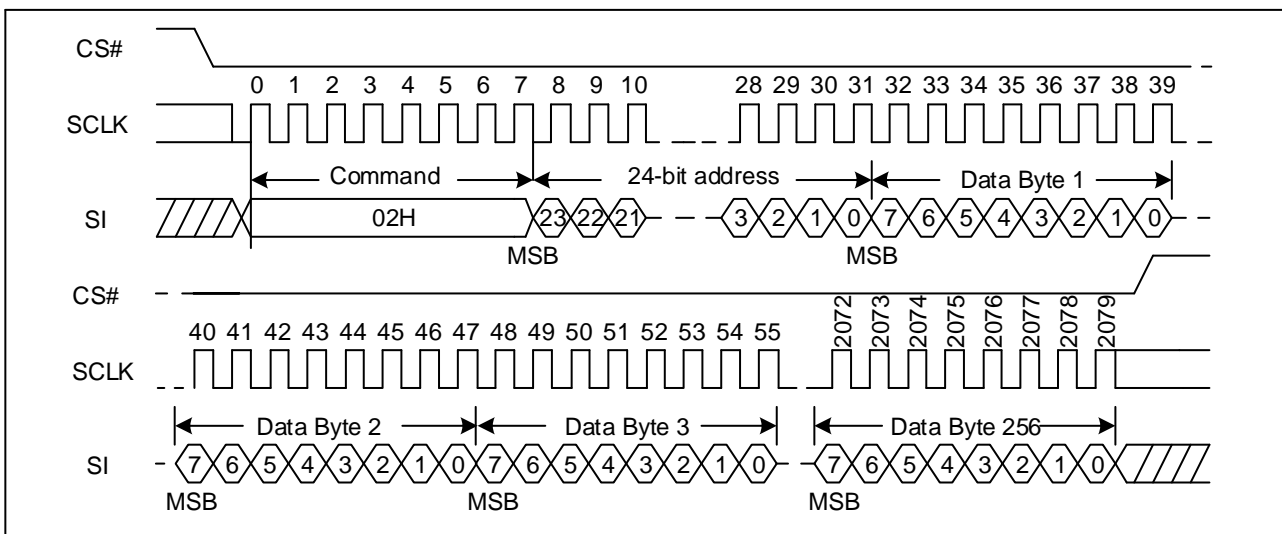 CS#
0 1 2 3 4 5 6 7 8 9 10 28 29 30 31 32 33 34 35 36 37 38 39
SCLK
Command 24-bit address Data Byte 1
SI 02H 23 22 21 3 2 1 0 7 6 5 4 3 2 1 0
MSB MSB
CS#
40 41 42 43 44 45 46 47 48 49 50 51 52 53 54 55 2072 2073 2074 2075 2076 2077 2078 2079
SCLK
Data Byte 2 Data Byte 3 Data Byte 256
SI 7 6 5 4 3 2 1 0 7 6 5 4 3 2 1 0 7 6 5 4 3 2 1 0
MSB MSB MSB